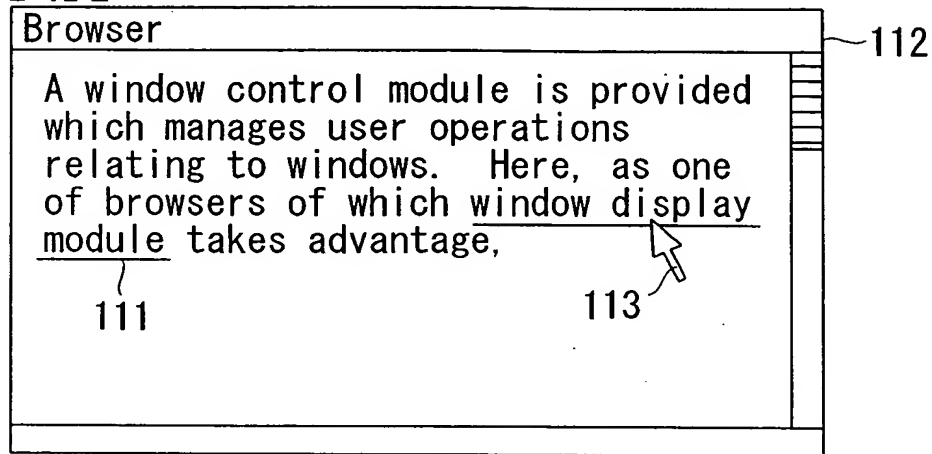 Browser
112
A window control module is provided
which manages user operations
relating to windows. Here, as one
of browsers of which window display
module takes advantage,
111
113